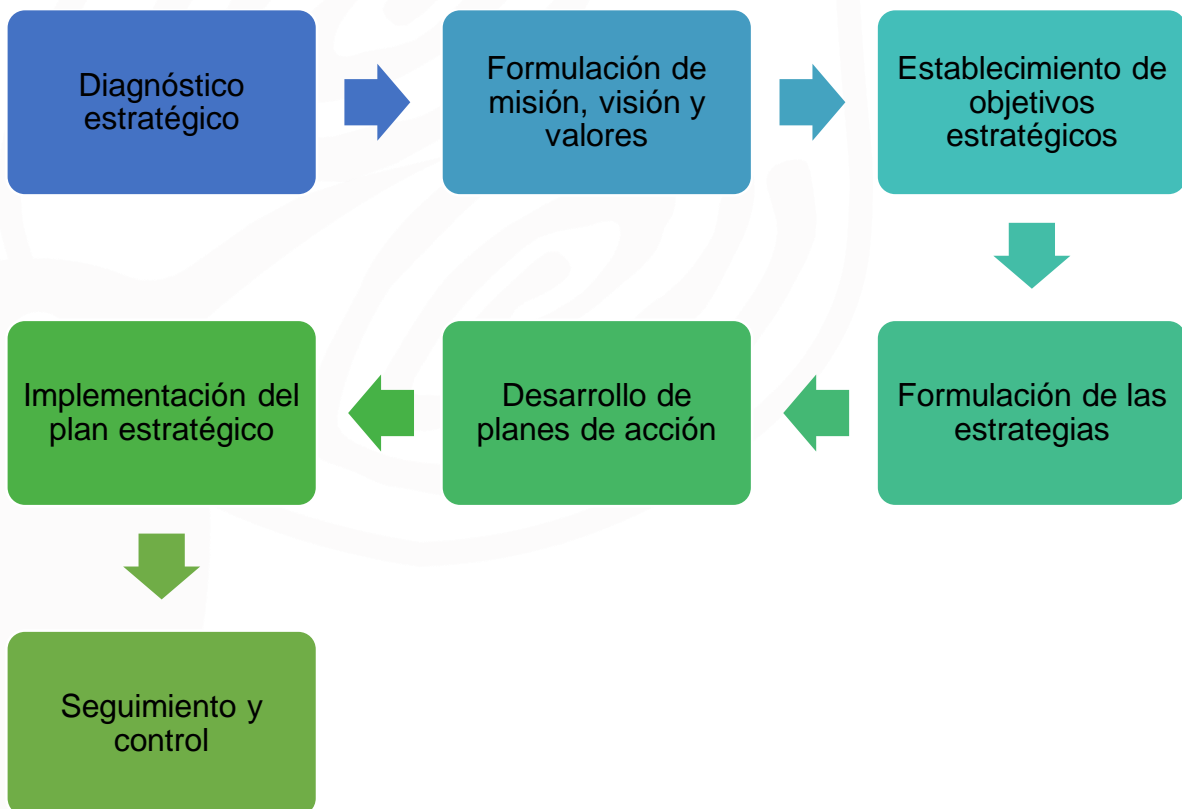 Diagnóstico
estratégico
Formulación de
misión, visión y
valores
Establecimiento de
objetivos
estratégicos
Formulación de las
estrategias
Desarrollo de
planes de acción
Implementación del
plan estratégico
Seguimiento y
control